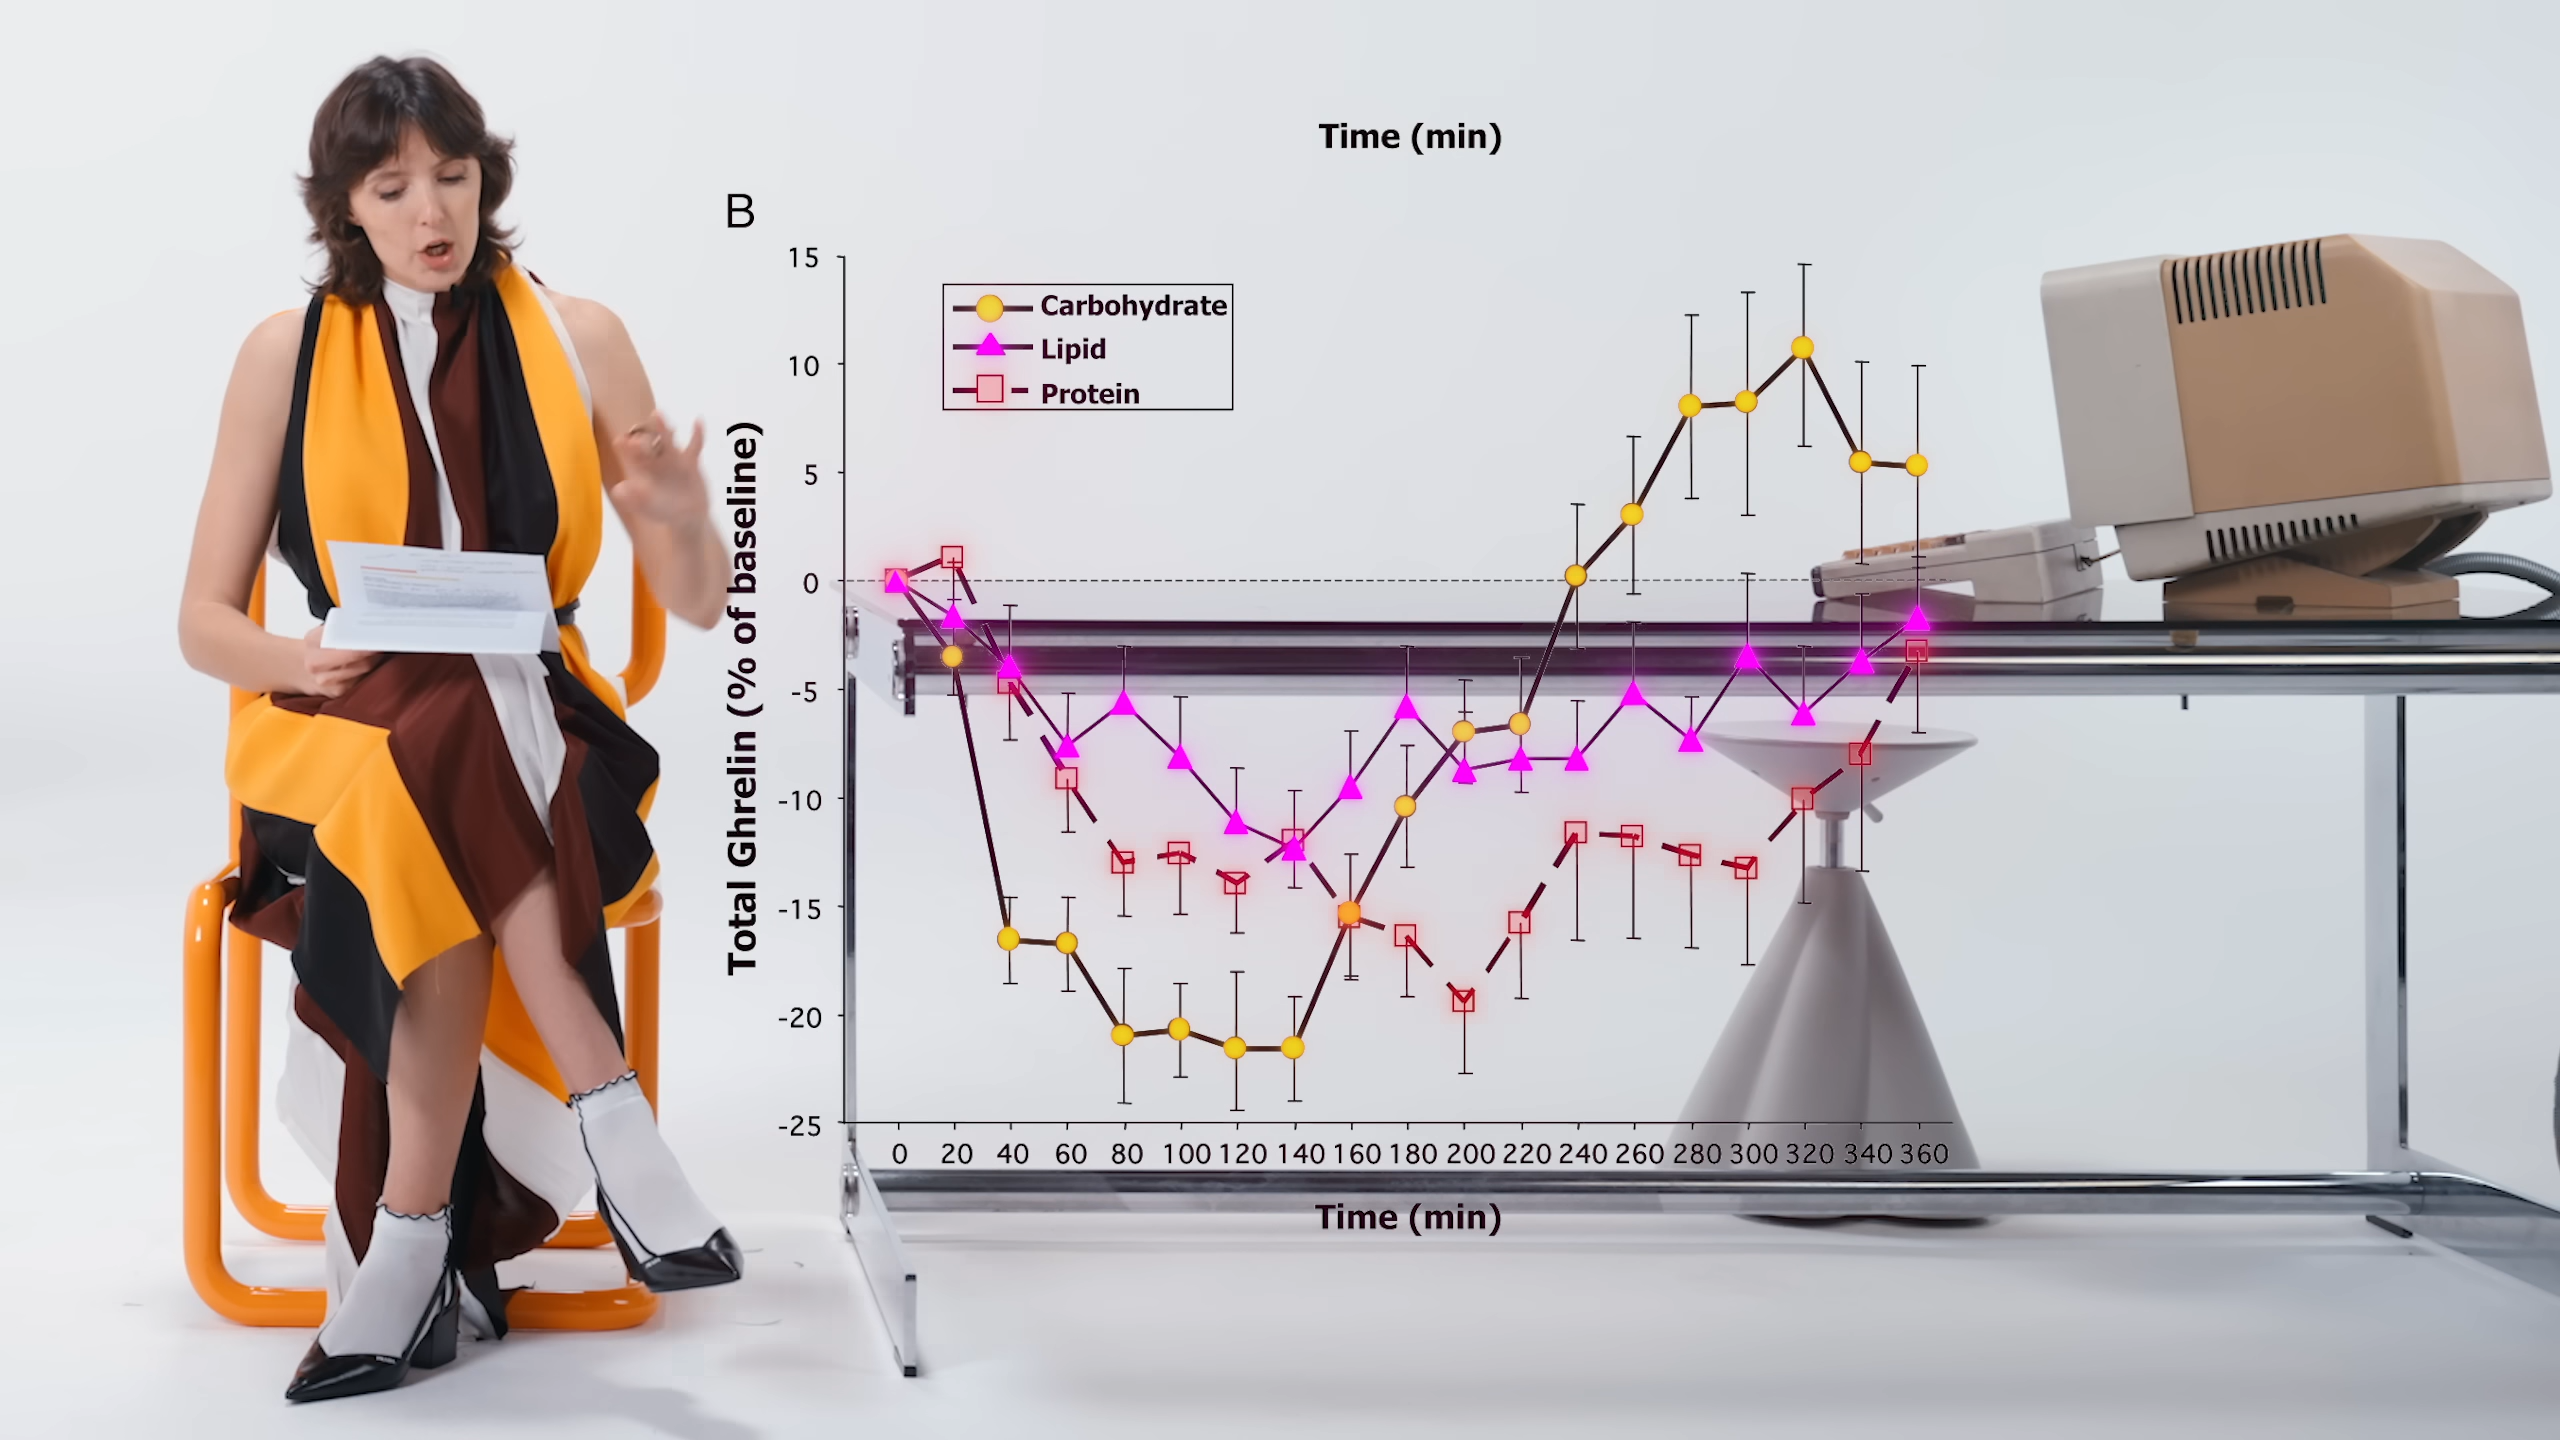 Time (min)
B
15
10
5
0
-5
-10
-15
-20
-25
Total Ghrelin (% of baseline)
Carbohydrate
Lipid
Protein
0 20 40 60 80 100 120 140 160 180 200 220 240 260 280 300 320 340 360
Time (min)